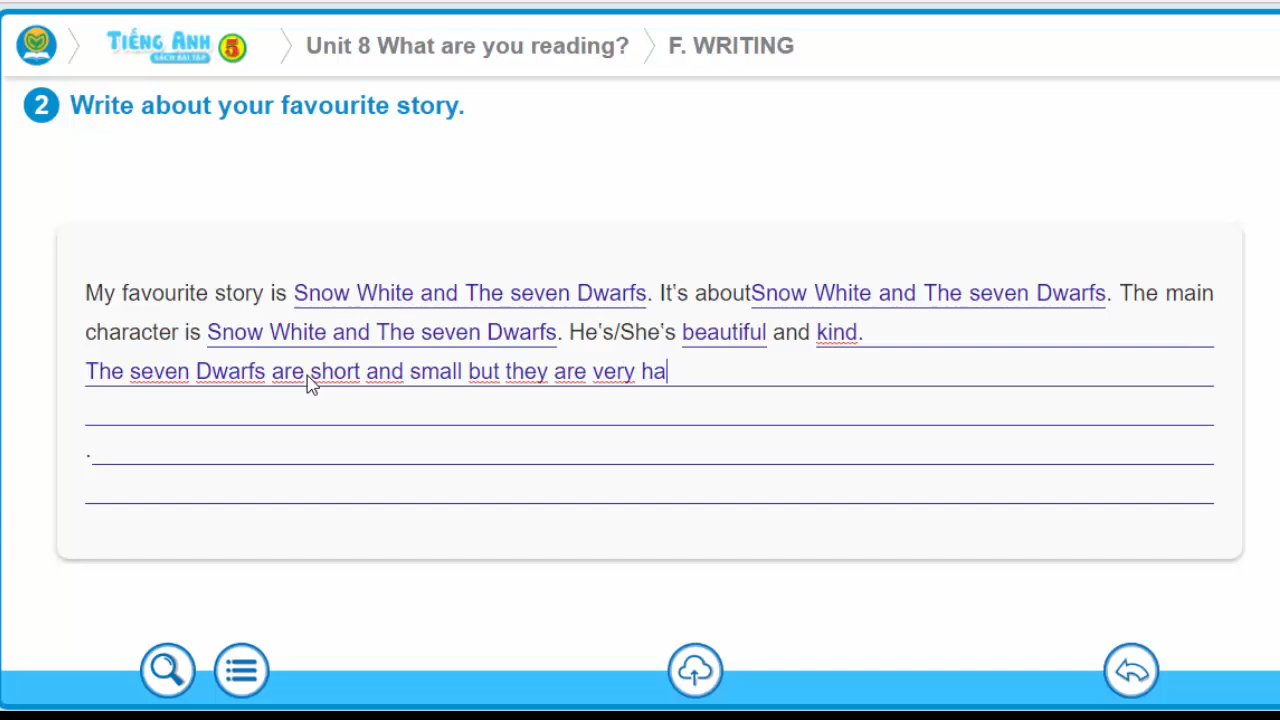 TIẾNG ANH 5 SÁCH BÀI TẬP Unit 8 What are you reading? F. WRITING
2 Write about your favourite story.
My favourite story is Snow White and The seven Dwarfs. It's aboutSnow White and The seven Dwarfs. The main
character is Snow White and The seven Dwarfs. He's/She's beautiful and kind.
The seven Dwarfs are short and small but they are very ha
.